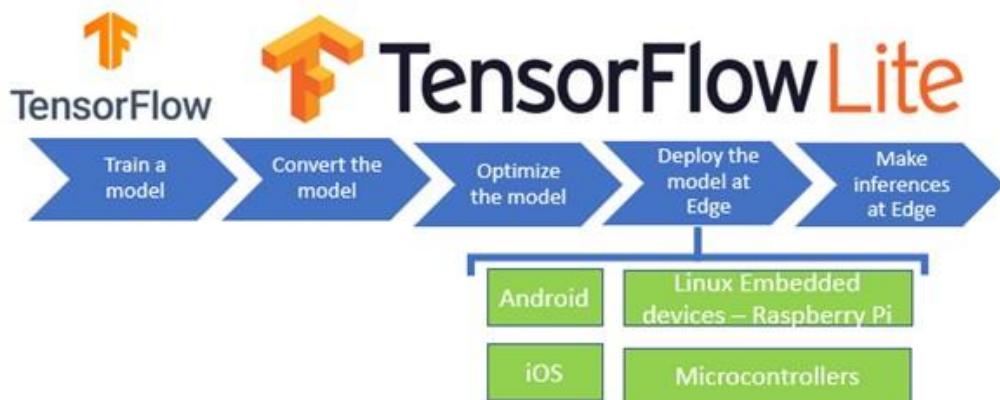 TensorFlow
TensorFlow Lite
Train a
model
Convert the
model
Optimize
the model
Deploy the
model at
Edge
Make
inferences
at Edge
Android
Linux Embedded
devices – Raspberry Pi
iOS
Microcontrollers